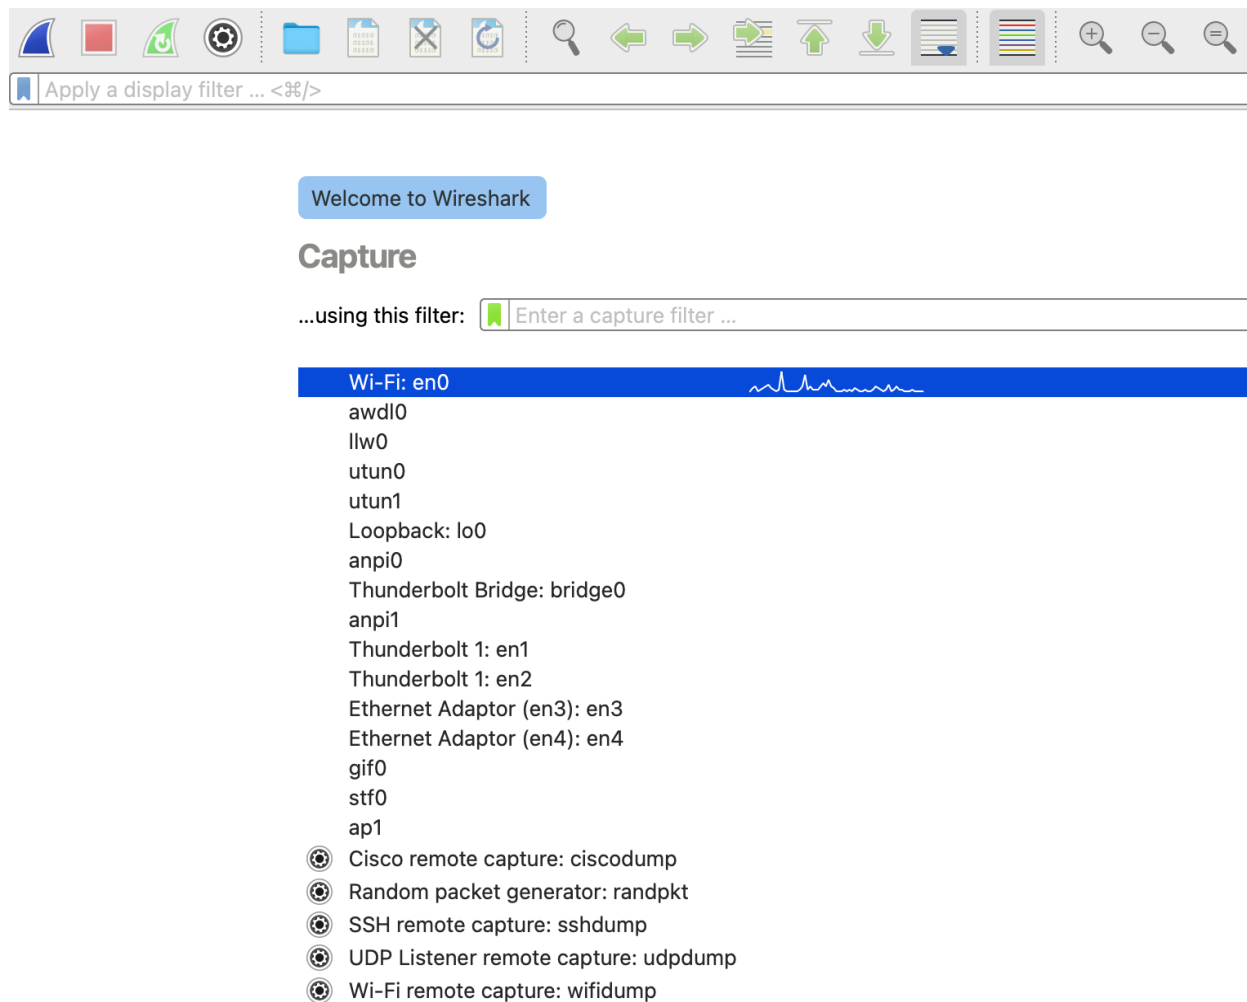 Apply a display filter ... <⌘/>
Welcome to Wireshark
Capture
...using this filter: Enter a capture filter ...
Wi-Fi: en0
awdl0
llw0
utun0
utun1
Loopback: lo0
anpi0
Thunderbolt Bridge: bridge0
anpi1
Thunderbolt 1: en1
Thunderbolt 1: en2
Ethernet Adaptor (en3): en3
Ethernet Adaptor (en4): en4
gif0
stf0
ap1
Cisco remote capture: ciscodump
Random packet generator: randpkt
SSH remote capture: sshdump
UDP Listener remote capture: udpdump
Wi-Fi remote capture: wifidump